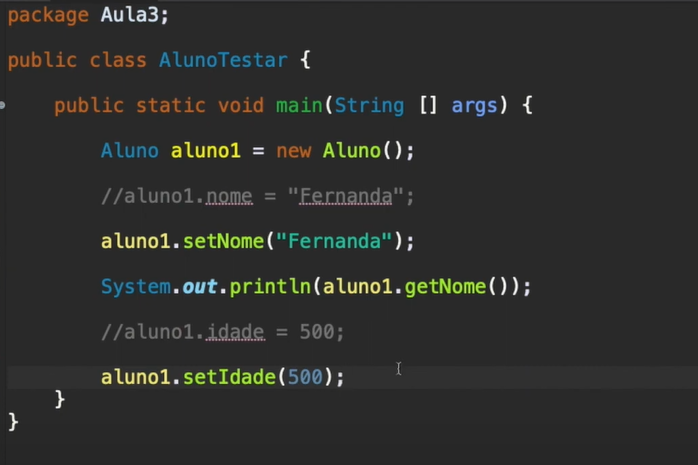 package Aula3;
public class AlunoTestar {
public static void main(String [] args) {
Aluno aluno1 = new Aluno();
//aluno1.nome = "Fernanda";
aluno1.setNome("Fernanda");
System.out.println(aluno1.getNome());
//aluno1.idade = 500;
aluno1.setIdade(500);
}
}